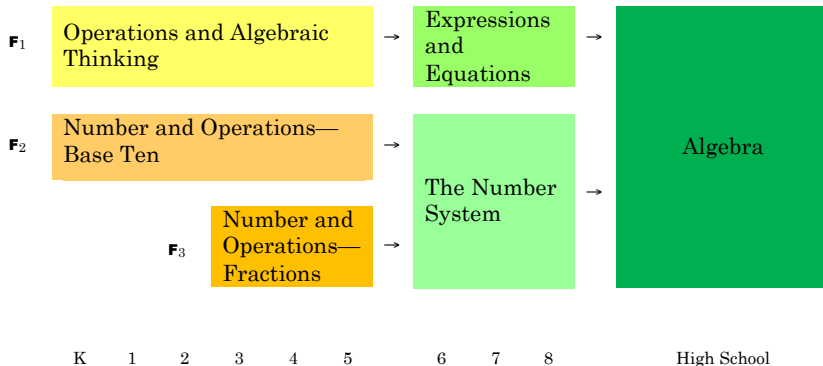 F1
Operations and Algebraic
Thinking
→
Expressions
and
Equations
→
F2
Number and Operations—
Base Ten
→
The Number
System
→
Algebra
F3
Number and
Operations—
Fractions
→
K 1 2 3 4 5 6 7 8 High School